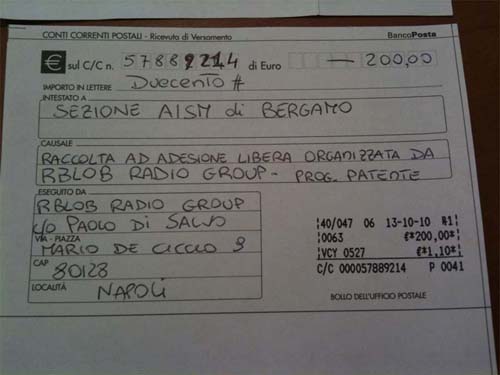 CONTI CORRENTI POSTALI - Ricevuta di Versamento BancoPosta
€ sul C/C n. 57889214 di Euro — 200,00
IMPORTO IN LETTERE DUECENTO #
INTESTATO A
SEZIONE AISM di BERGAMO
CAUSALE
RACCOLTA AD ADESIONE LIBERA ORGANIZZATA DA
RBLOB RADIO GROUP - PROG. PATENTE
ESEGUITO DA
RBLOB RADIO GROUP
c/o PAOLO DI SALVO
VIA - PIAZZA
MARIO DE CICCLO 9
CAP
80128
LOCALITÀ
NAPOLI
40/047 06 13-10-10 #1
0063 €*200,00*
VCY 0527 €*1,10*
C/C 000057889214 P 0041
BOLLO DELL'UFFICIO POSTALE